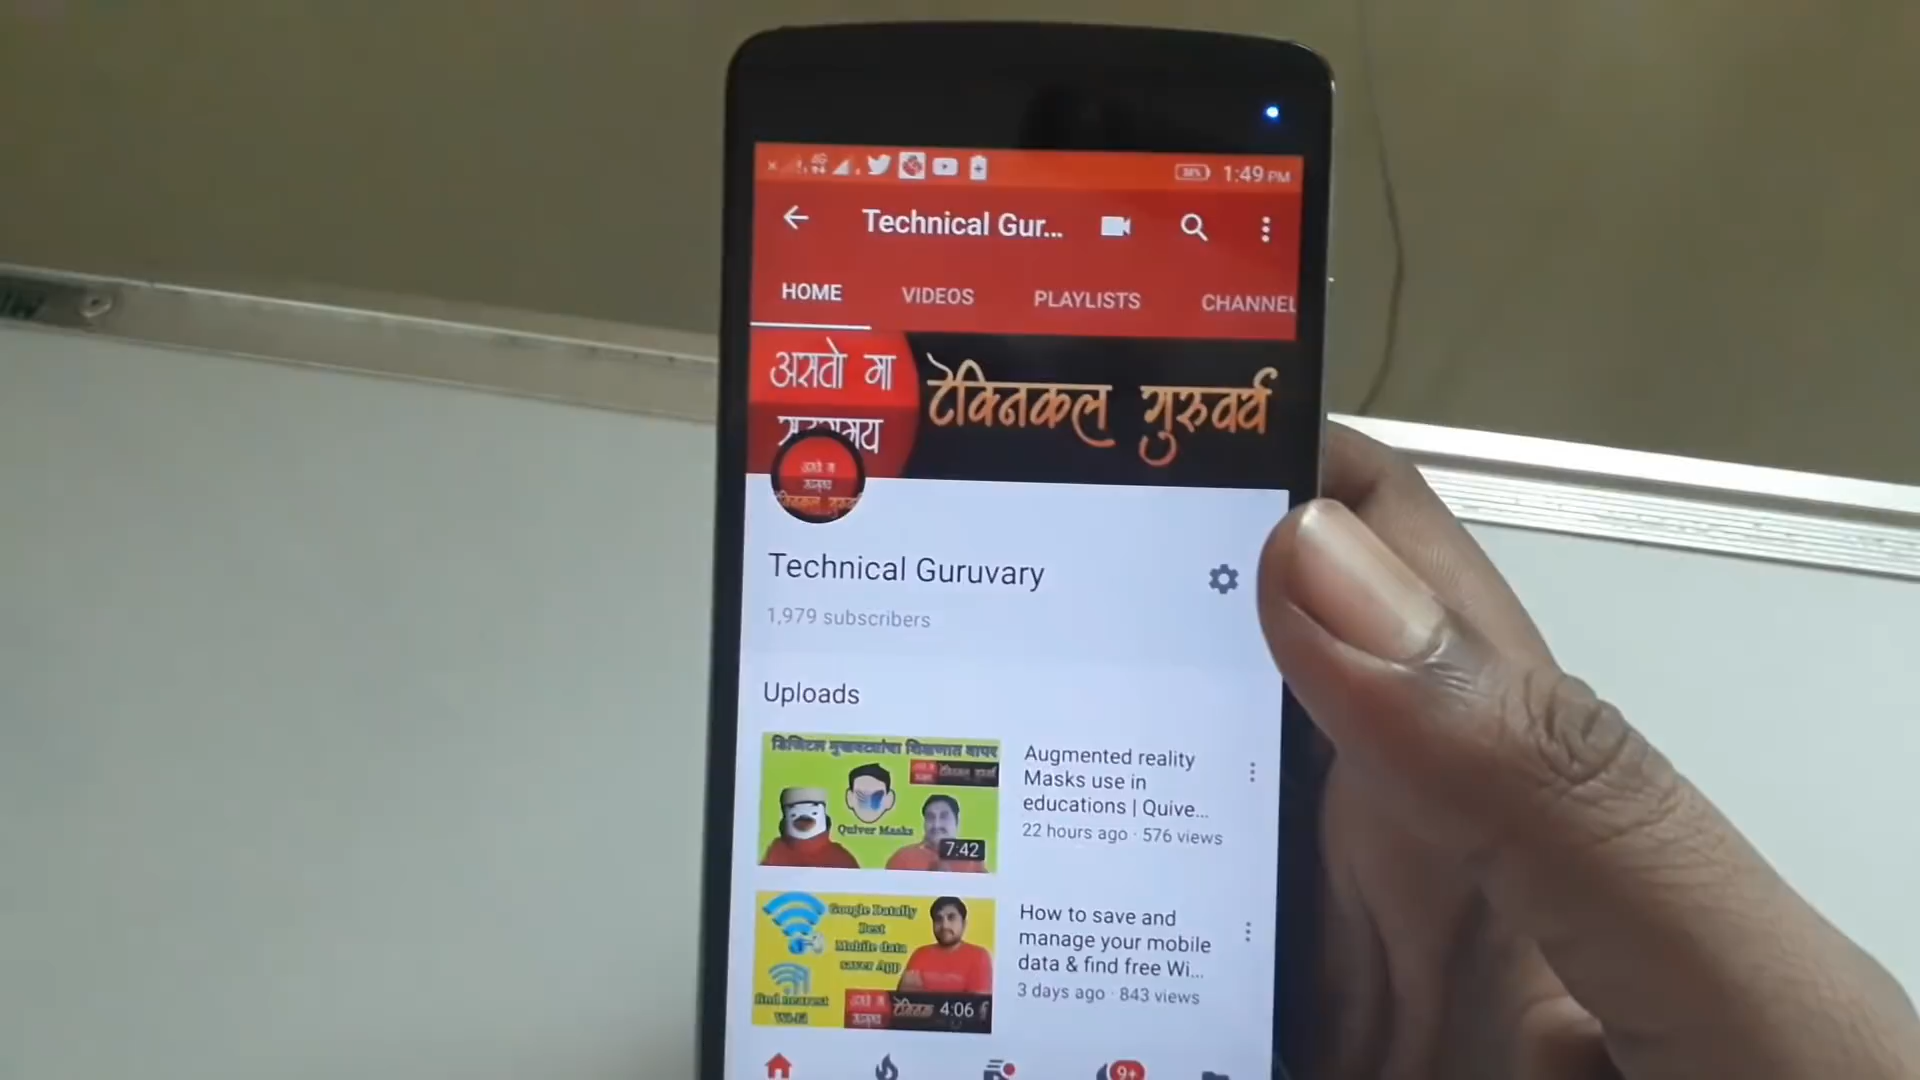 1:49 PM
Technical Gur...
HOME VIDEOS PLAYLISTS CHANNEL
असतो मा
टेक्निकल गुरुवर्य
Technical Guruvary
1,979 subscribers
Uploads
डिजिटल मुखवट्यांचा शिक्षणात वापर
Quiver Masks
7:42
Augmented reality
Masks use in
educations | Quive...
22 hours ago · 576 views
Google Datally
Best
Mobile data
saver App
find nearest
Wi-Fi
4:06
How to save and
manage your mobile
data & find free Wi...
3 days ago · 843 views
9+